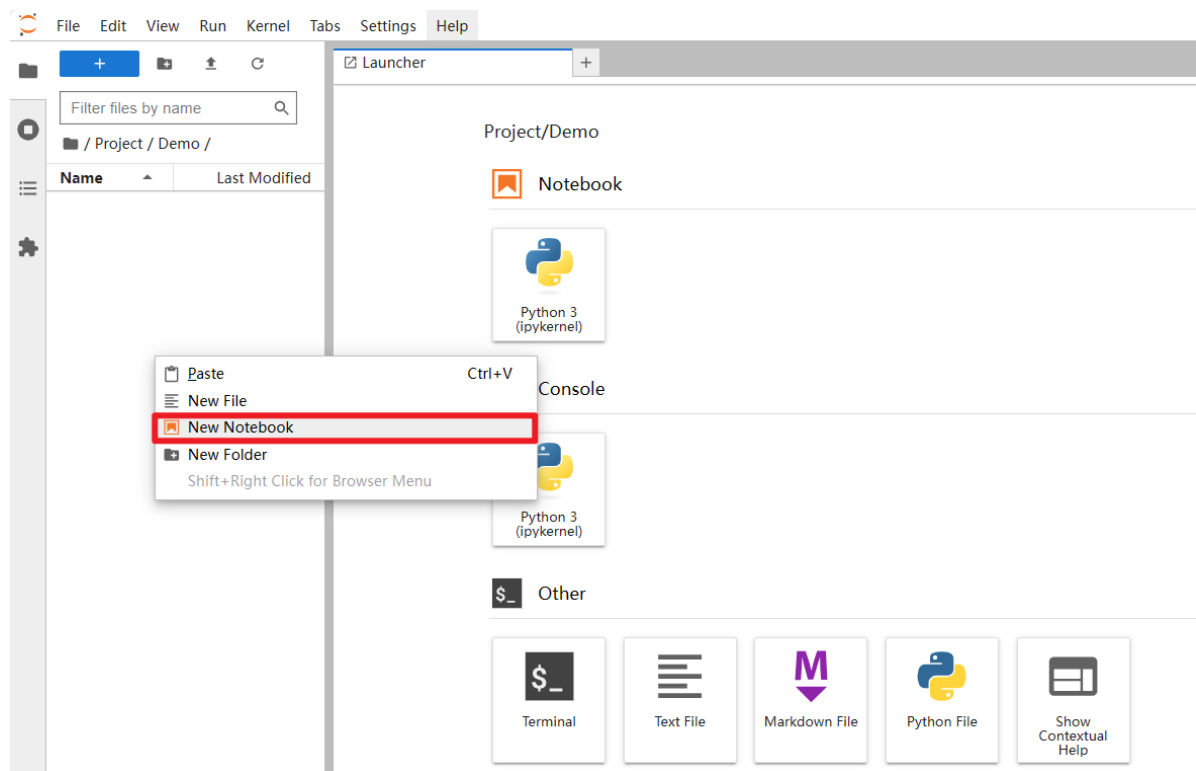 File Edit View Run Kernel Tabs Settings Help
+
Launcher
+
Filter files by name
/ Project / Demo /
Name Last Modified
Project/Demo
Notebook
Python 3
(ipykernel)
Paste Ctrl+V
New File
New Notebook
New Folder
Shift+Right Click for Browser Menu
Console
Python 3
(ipykernel)
$_ Other
$_
Terminal
Text File
M
Markdown File
Python File
Show
Contextual
Help